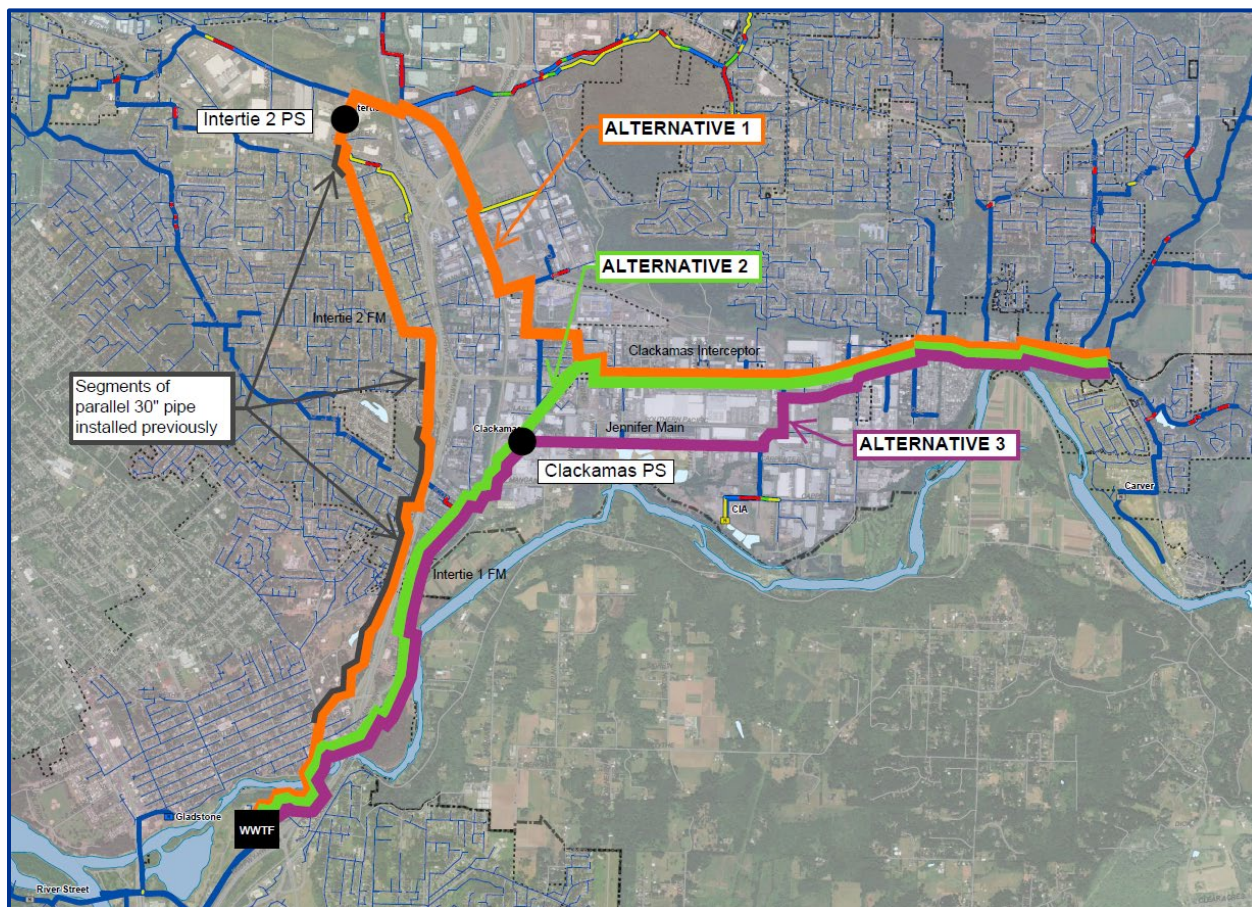 Intertie 2 PS
ALTERNATIVE 1
ALTERNATIVE 2
Intertie 2 FM
Clackamas Interceptor
Segments of
parallel 30" pipe
installed previously
Jennifer Main
ALTERNATIVE 3
Clackamas PS
Carver
CIA
Intertie 1 FM
Gladstone
WWTF
River Street